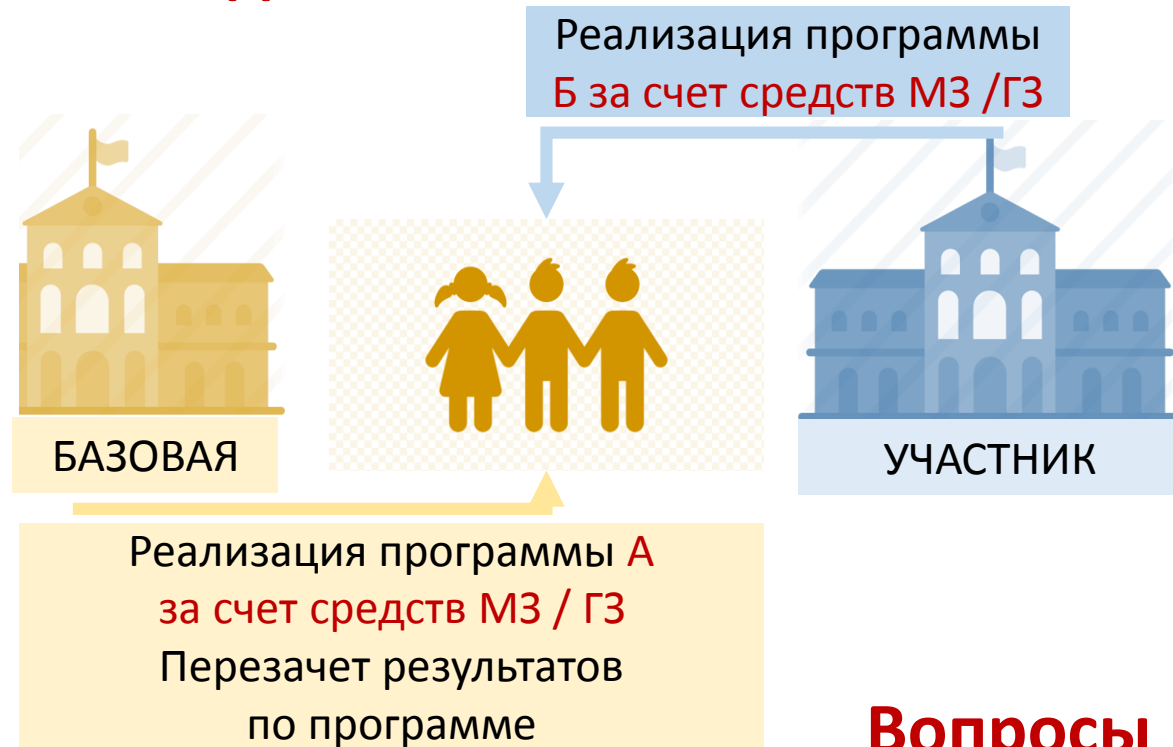 Реализация программы
Б за счет средств МЗ /ГЗ
БАЗОВАЯ
УЧАСТНИК
Реализация программы А
за счет средств МЗ / ГЗ
Перезачет результатов
по программе
Вопросы